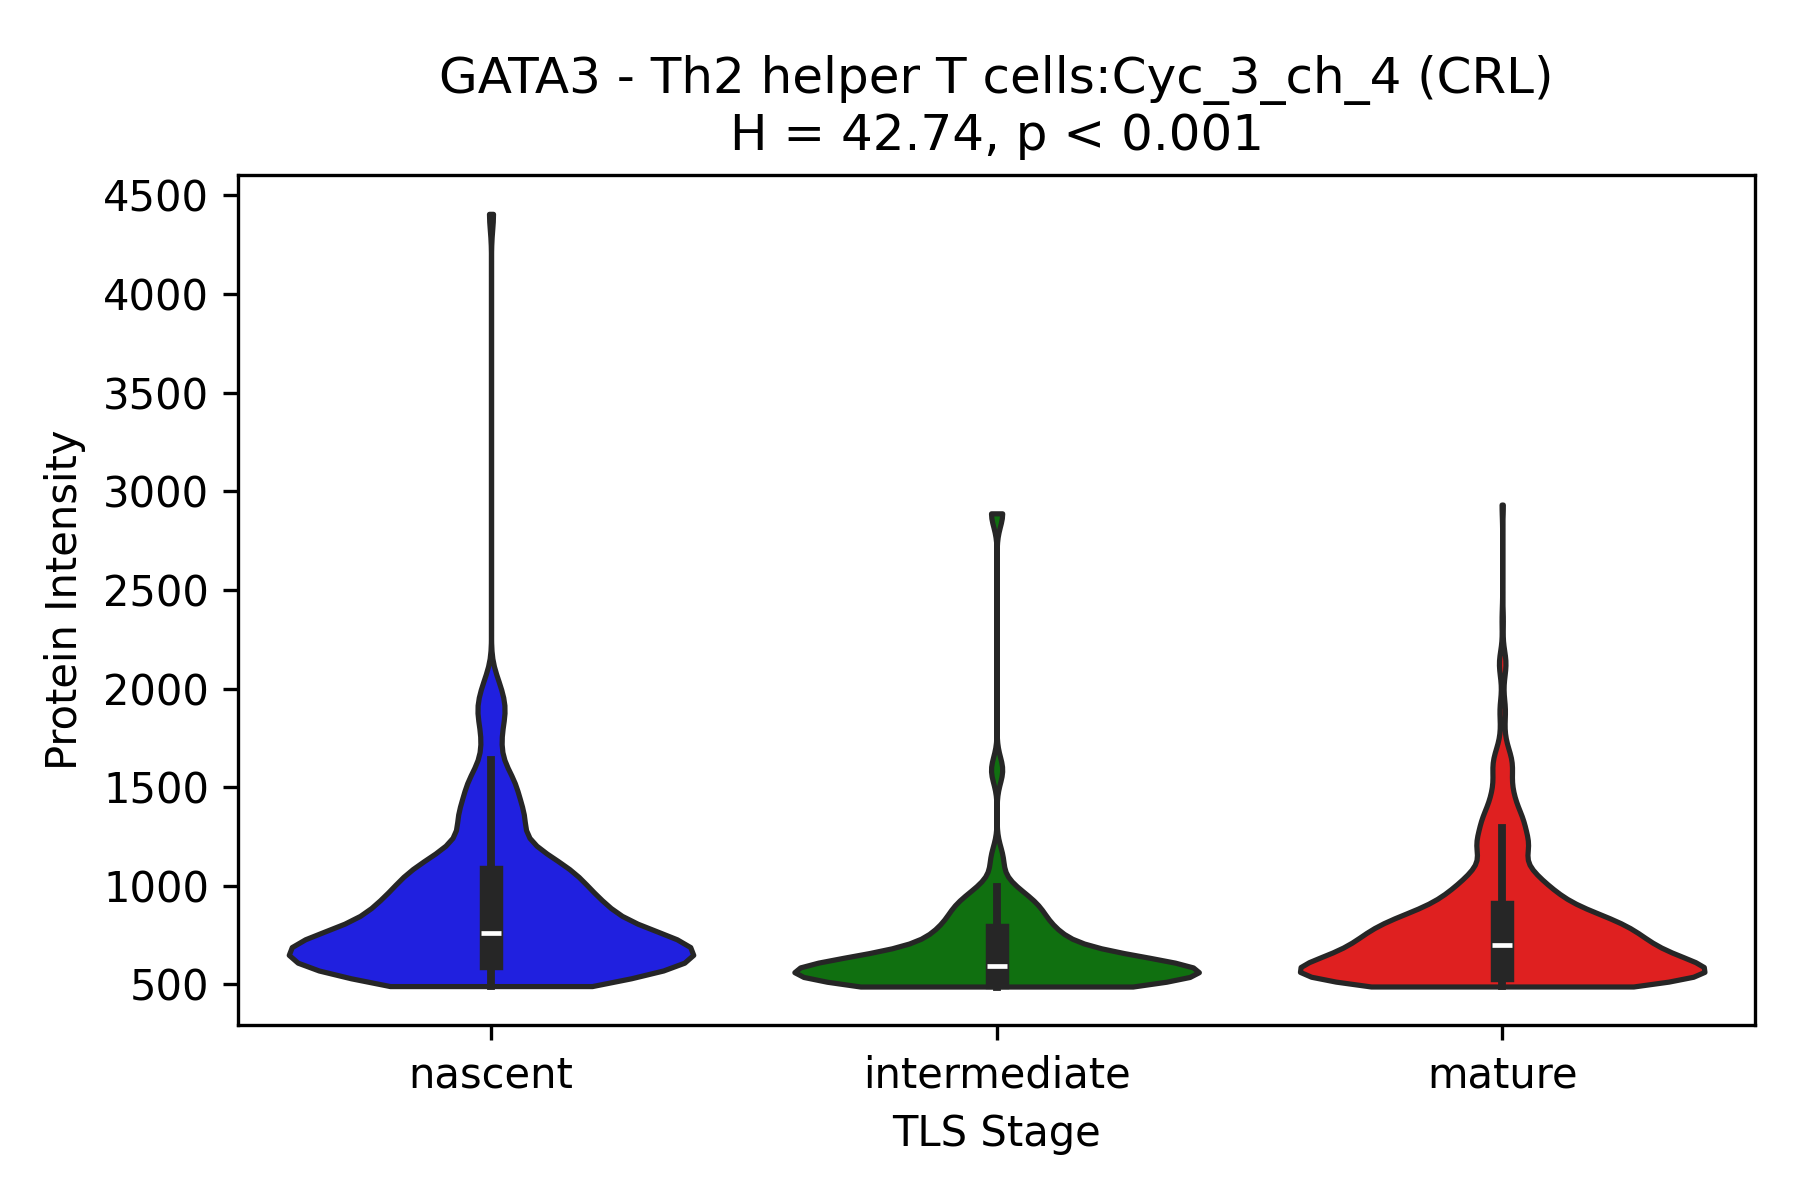 GATA3 - Th2 helper T cells:Cyc_3_ch_4 (CRL)
H = 42.74, p < 0.001
4500
4000
3500
3000
2500
2000
1500
1000
500
Protein Intensity
nascent
intermediate
mature
TLS Stage